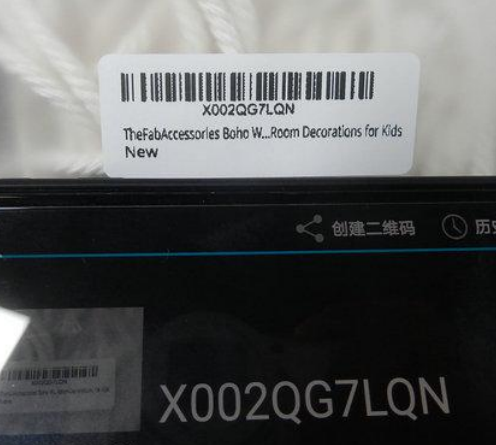 X002QG7LQN
TheFabAccessories Boho W...Room Decorations for Kids
New
创建二维码
X002QG7LQN